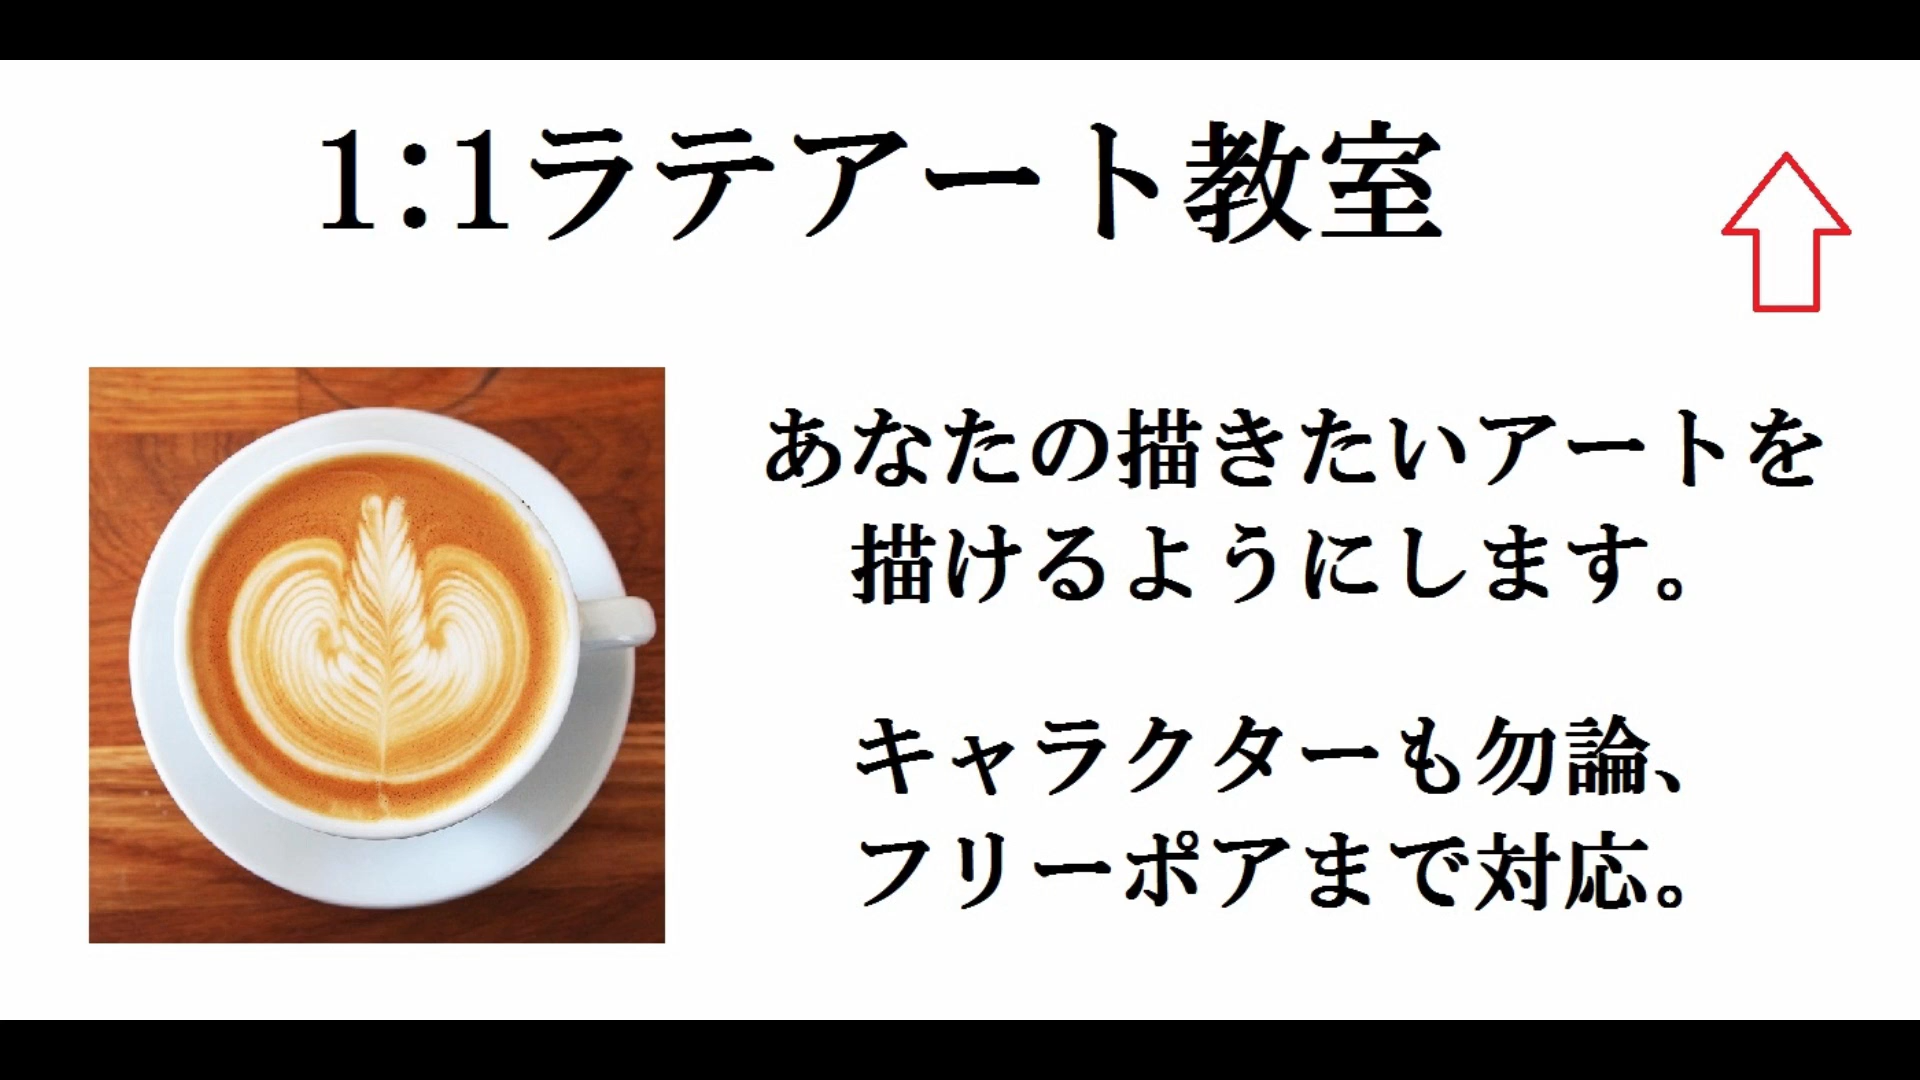 1:1ラテアート教室
あなたの描きたいアートを
描けるようにします。
キャラクターも勿論、
フリーポアまで対応。